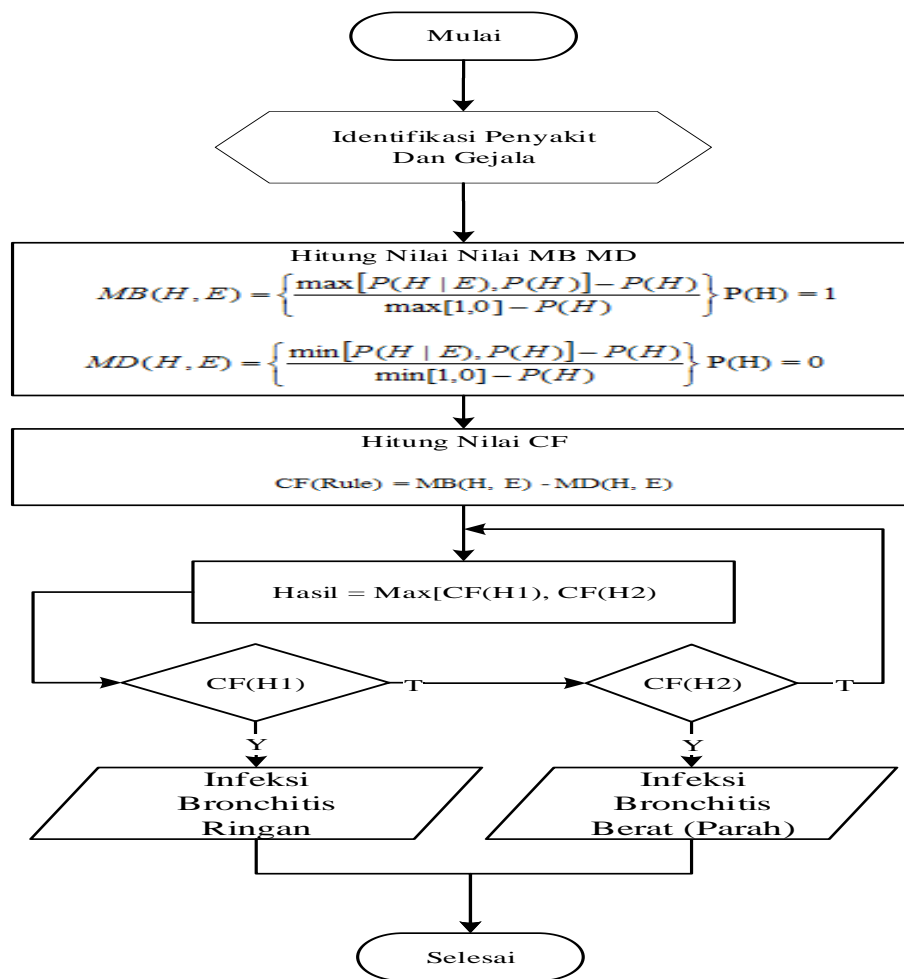 Mulai
Identifikasi Penyakit
Dan Gejala
Hitung Nilai Nilai MB MD
MB(H, E) = {max[P(H | E), P(H)] – P(H) / max[1,0] – P(H)} P(H) = 1
MD(H, E) = {min[P(H | E), P(H)] – P(H) / min[1,0] – P(H)} P(H) = 0
Hitung Nilai CF
CF(Rule) = MB(H, E) - MD(H, E)
Hasil = Max[CF(H1), CF(H2)
CF(H1)
T
CF(H2)
T
Y
Y
Infeksi
Bronchitis
Ringan
Infeksi
Bronchitis
Berat (Parah)
Selesai